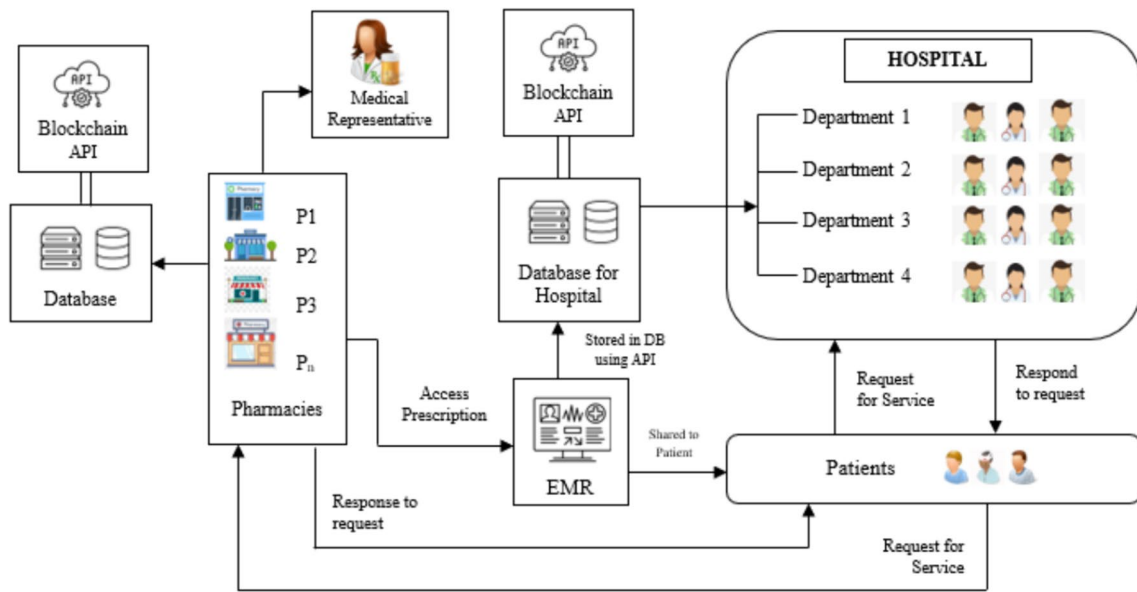 API
Blockchain
API
Database
Medical
Representative
Pharmacy
P1
P2
P3
Pn
Pharmacies
API
Blockchain
API
Database for
Hospital
Stored in DB
using API
Access
Prescription
EMR
Shared to
Patient
HOSPITAL
Department 1
Department 2
Department 3
Department 4
Request
for Service
Respond
to request
Patients
Response to
request
Request for
Service